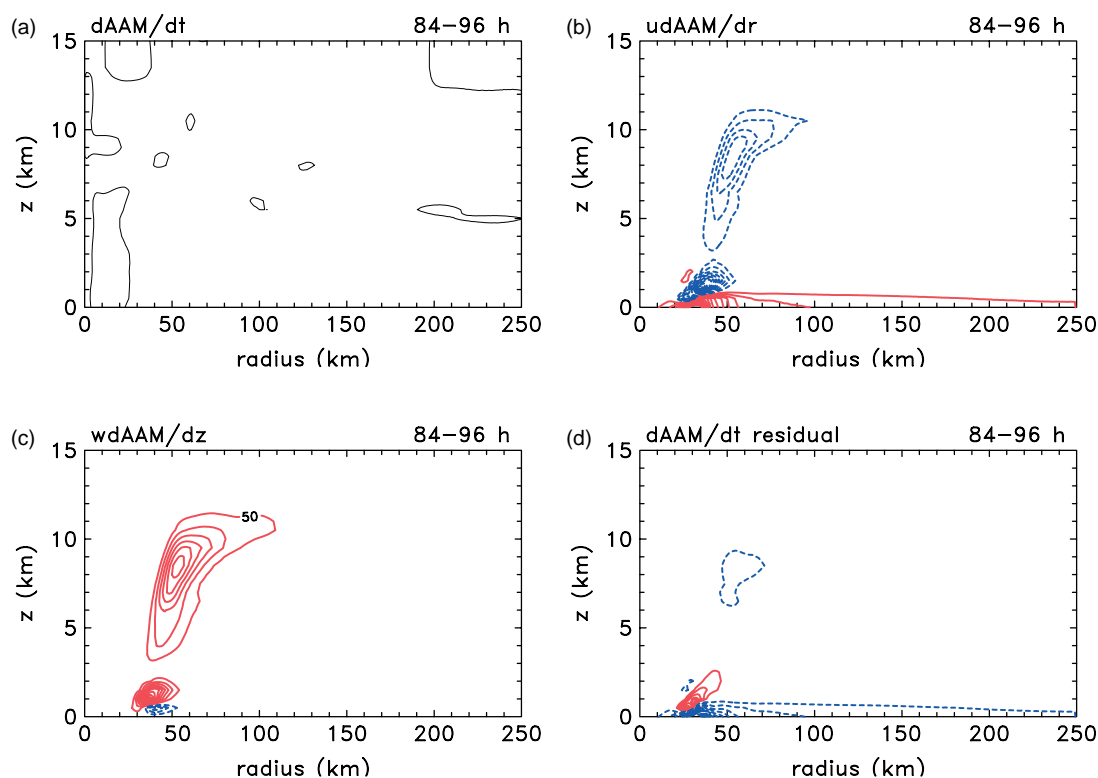 (a) dAAM/dt 84−96 h
15
10
5
0
z (km)
0 50 100 150 200 250
radius (km)
(b) udAAM/dr 84−96 h
15
10
5
0
z (km)
0 50 100 150 200 250
radius (km)
(c) wdAAM/dz 84−96 h
50
15
10
5
0
z (km)
0 50 100 150 200 250
radius (km)
(d) dAAM/dt residual 84−96 h
15
10
5
0
z (km)
0 50 100 150 200 250
radius (km)